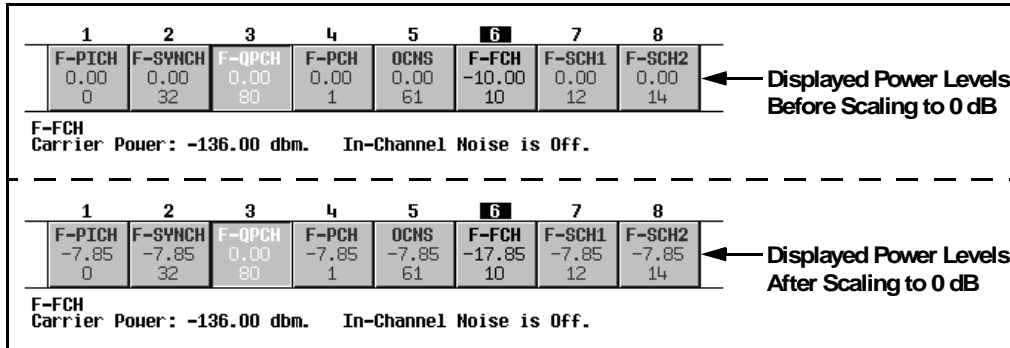 1 2 3 4 5 6 7 8
F-PICH F-SYNCH F-QPCH F-PCH OCNS F-FCH F-SCH1 F-SCH2
0.00 0.00 0.00 0.00 0.00 -10.00 0.00 0.00
0 32 80 1 61 10 12 14
Displayed Power Levels
Before Scaling to 0 dB
F-FCH
Carrier Power: -136.00 dbm. In-Channel Noise is Off.
1 2 3 4 5 6 7 8
F-PICH F-SYNCH F-QPCH F-PCH OCNS F-FCH F-SCH1 F-SCH2
-7.85 -7.85 0.00 -7.85 -7.85 -17.85 -7.85 -7.85
0 32 80 1 61 10 12 14
Displayed Power Levels
After Scaling to 0 dB
F-FCH
Carrier Power: -136.00 dbm. In-Channel Noise is Off.